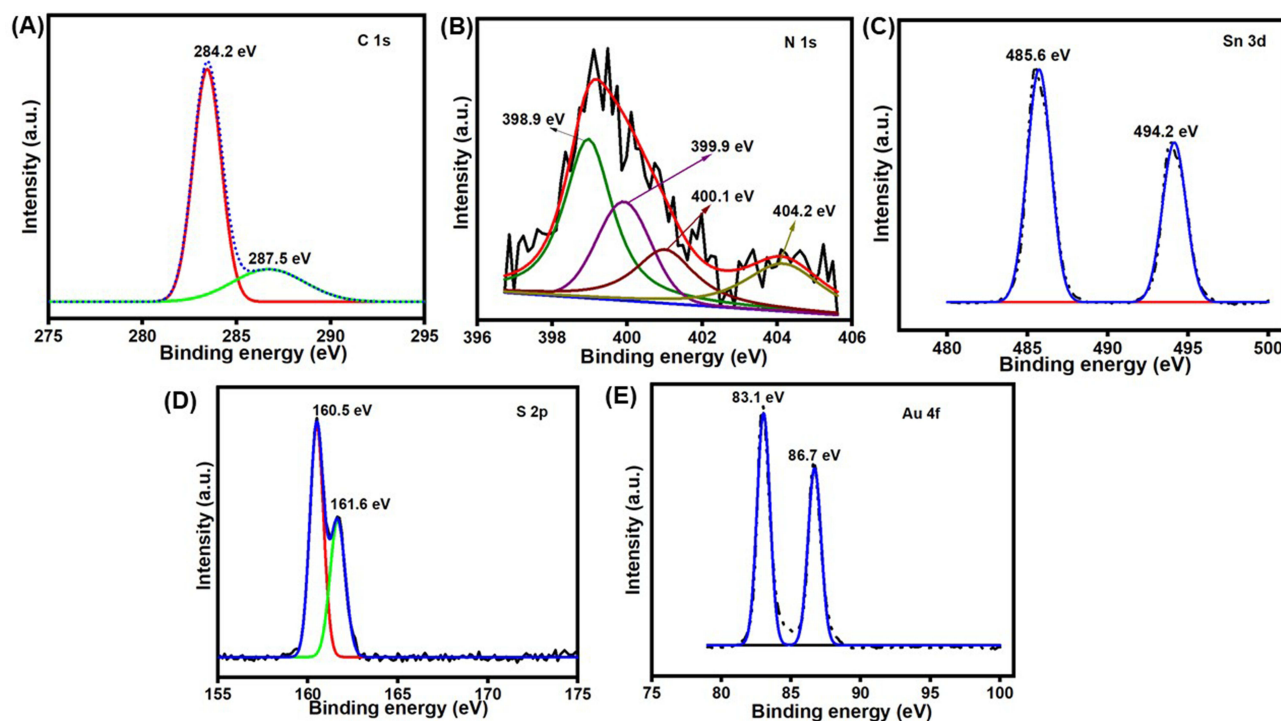 (A)
C 1s
284.2 eV
287.5 eV
Intensity (a.u.)
275 280 285 290 295
Binding energy (eV)
(B)
N 1s
398.9 eV
399.9 eV
400.1 eV
404.2 eV
Intensity (a.u.)
396 398 400 402 404 406
Binding energy (eV)
(C)
Sn 3d
485.6 eV
494.2 eV
Intensity (a.u.)
480 485 490 495 500
Binding energy (eV)
(D)
S 2p
160.5 eV
161.6 eV
Intensity (a.u.)
155 160 165 170 175
Binding energy (eV)
(E)
Au 4f
83.1 eV
86.7 eV
Intensity (a.u.)
75 80 85 90 95 100
Binding energy (eV)